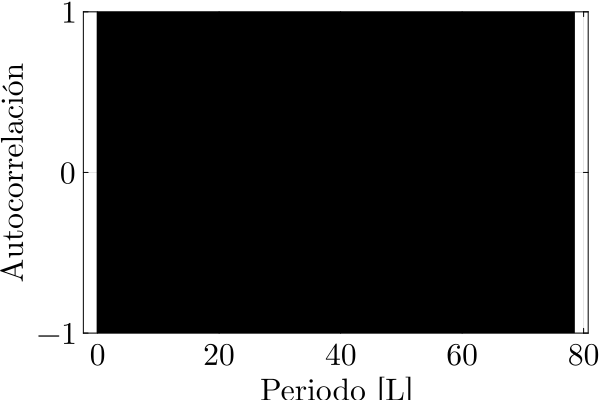 Autocorrelación
1
0
−1
0 20 40 60 80
Periodo [L]